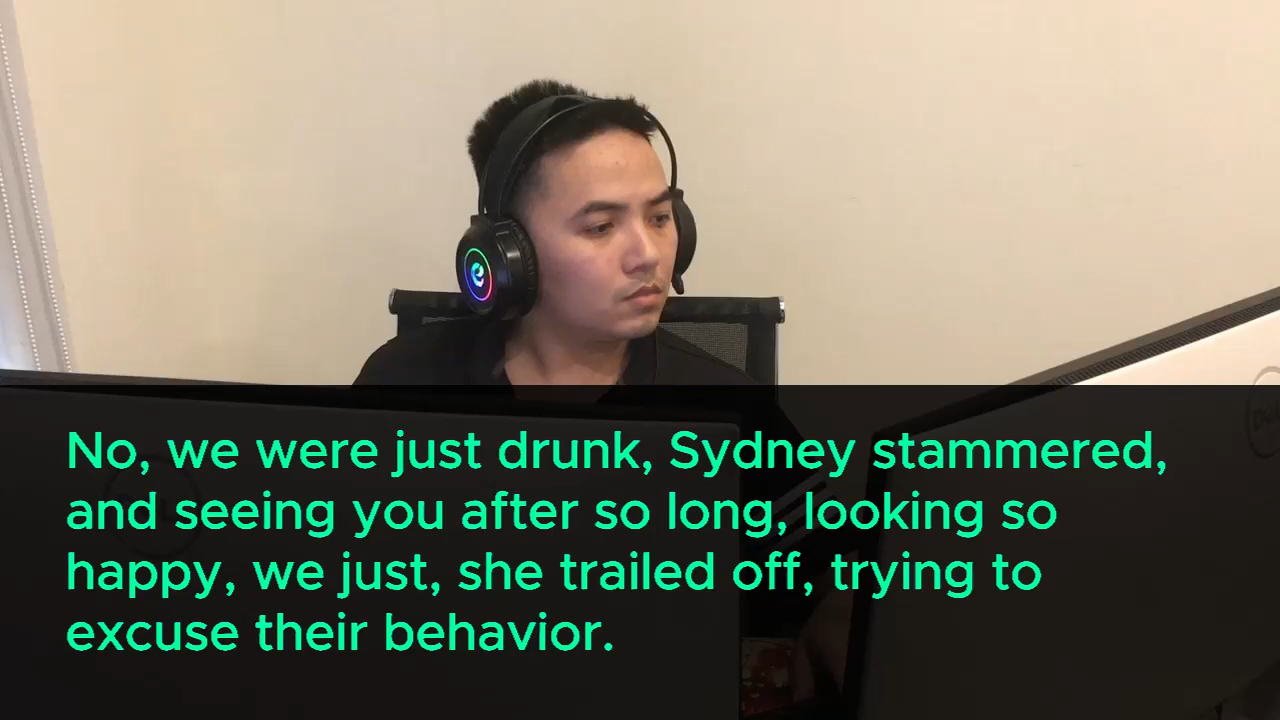 No, we were just drunk, Sydney stammered,
and seeing you after so long, looking so
happy, we just, she trailed off, trying to
excuse their behavior.